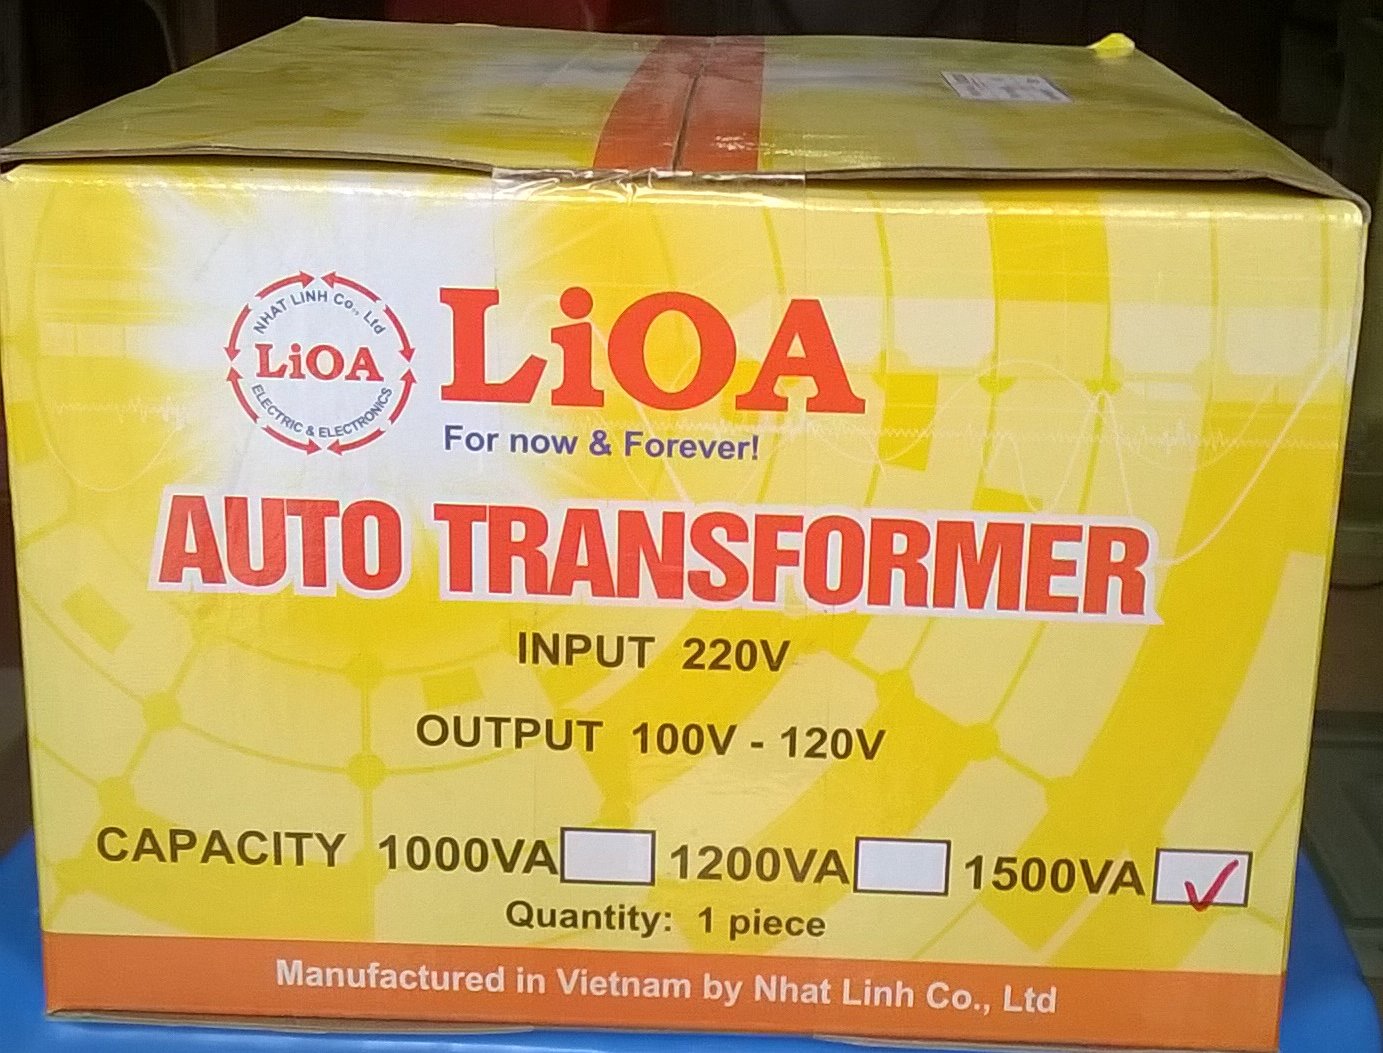 NHAT LINH Co., Ltd
LiOA
ELECTRIC & ELECTRONICS
LiOA
For now & Forever!
AUTO TRANSFORMER
INPUT 220V
OUTPUT 100V - 120V
CAPACITY 1000VA 1200VA 1500VA ✓
Quantity: 1 piece
Manufactured in Vietnam by Nhat Linh Co., Ltd